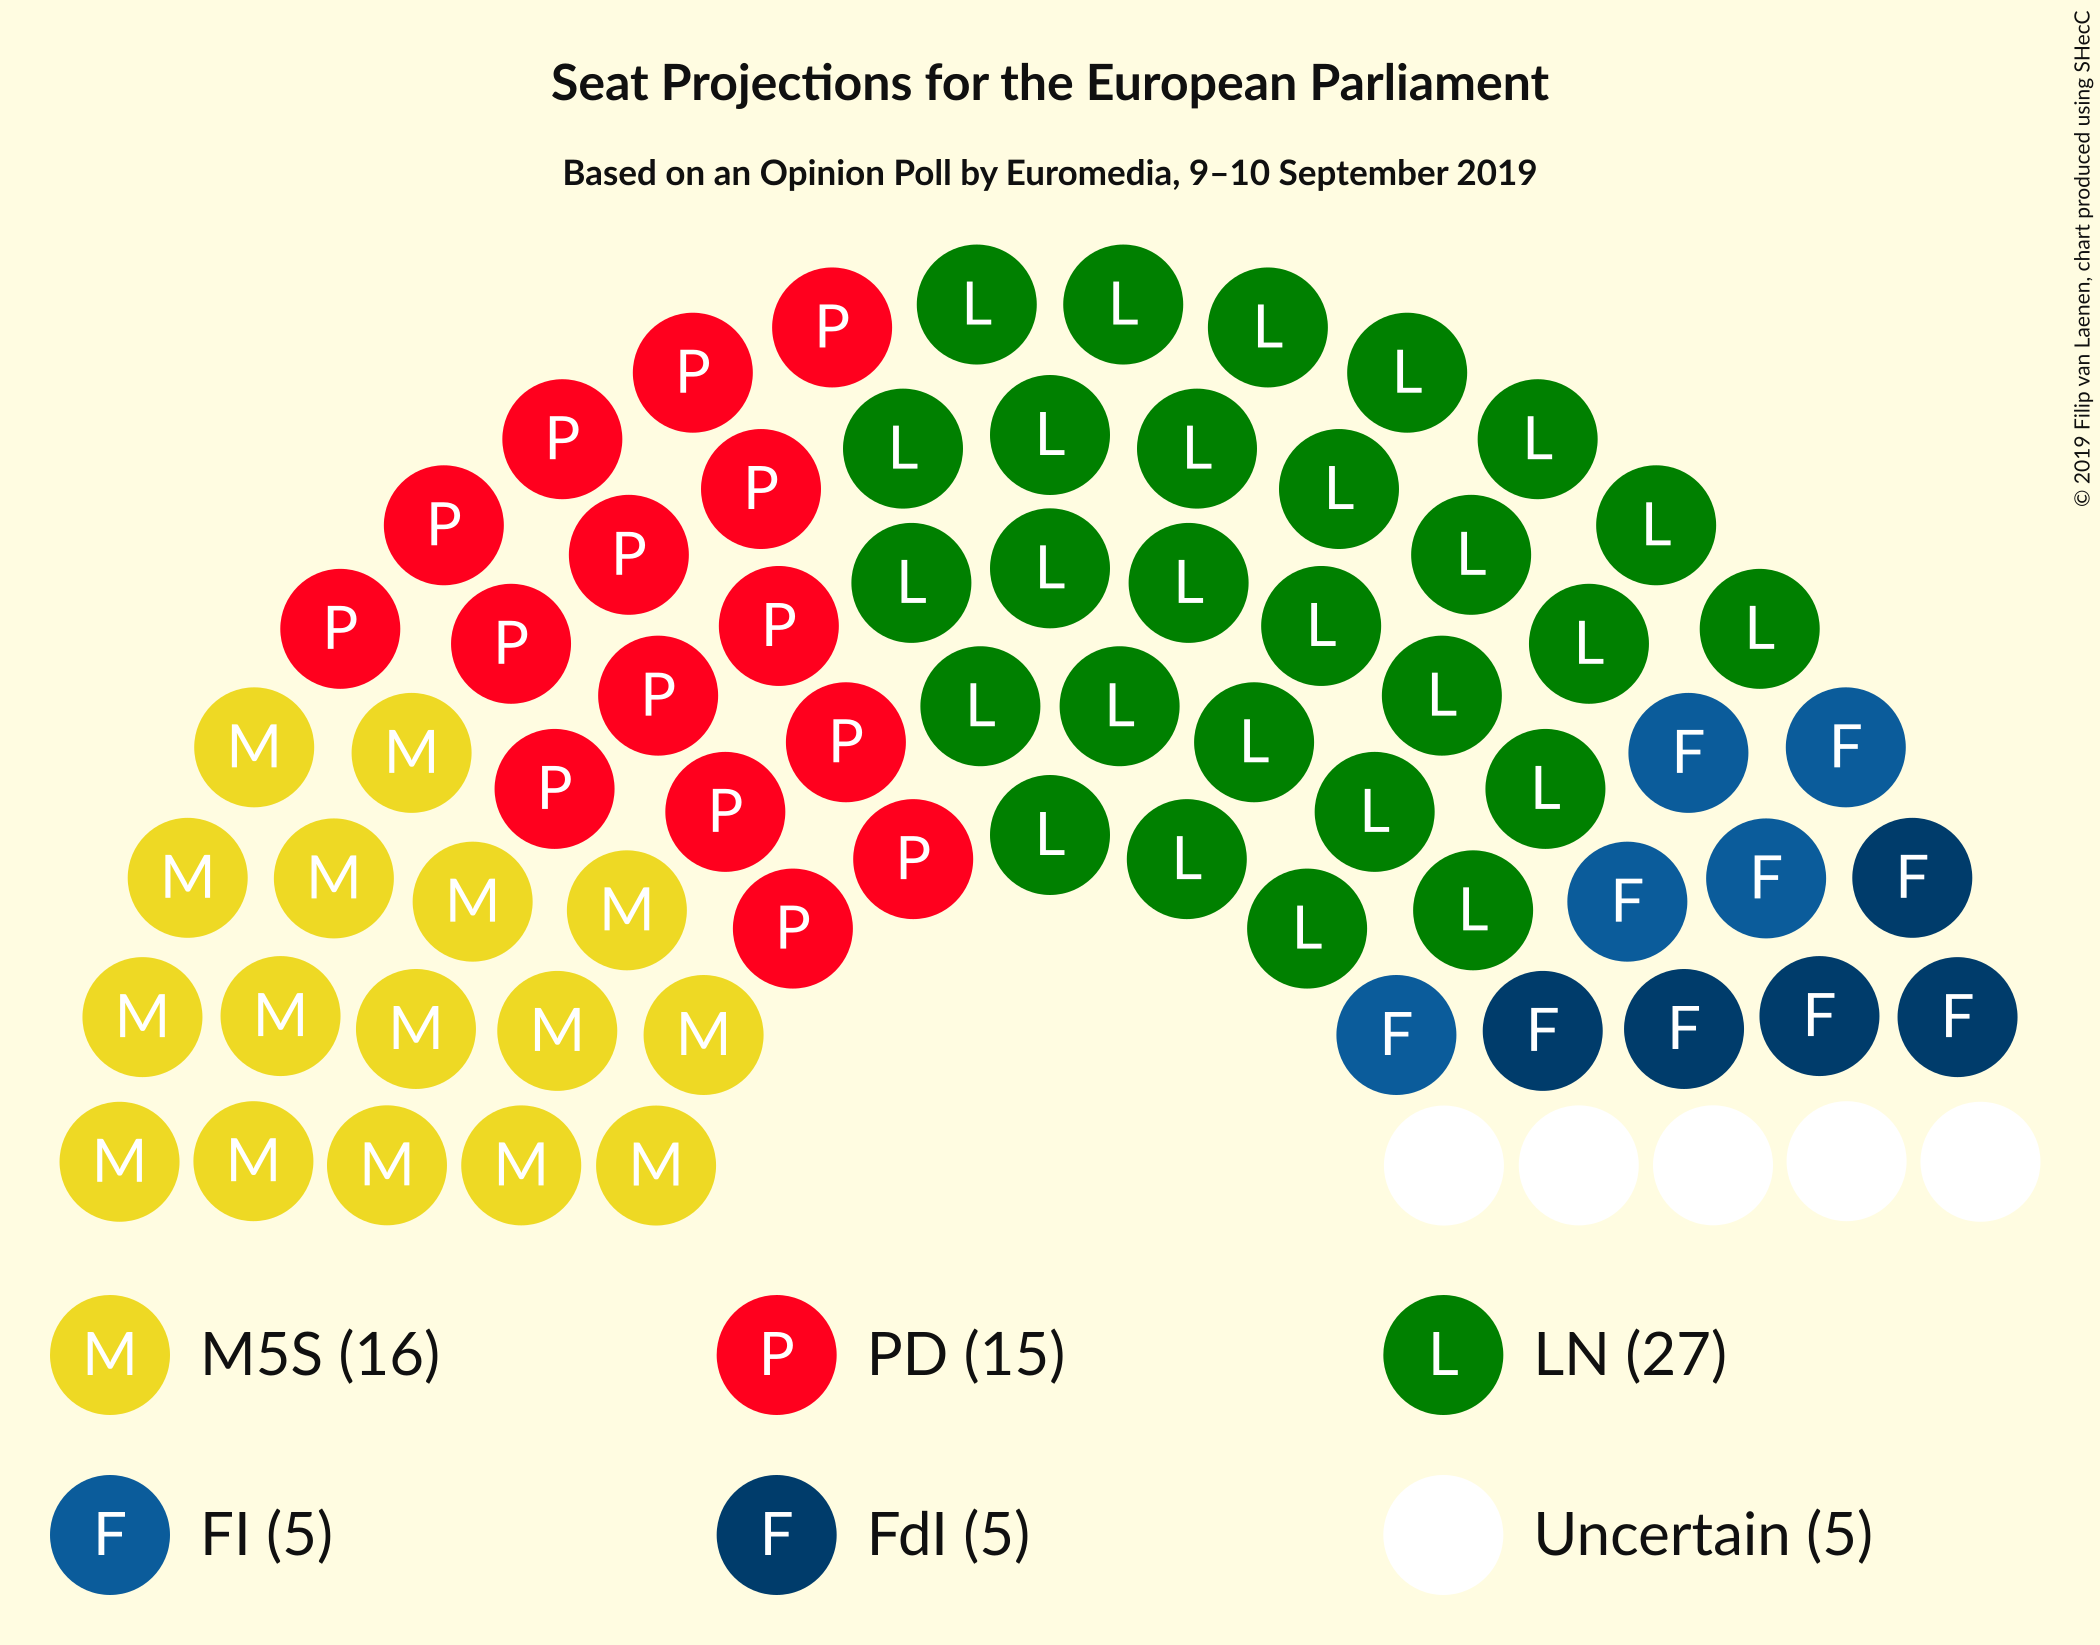 Seat Projections for the European Parliament
Based on an Opinion Poll by Euromedia, 9–10 September 2019
© 2019 Filip van Laenen, chart produced using SHecC
L L
P L
P L
L
P L L L
P L
P L
P L
L
P L L
P L
P L
P L
P L
L L
M P L F
M F
P L
P L
L
M P L F
M M F F
M P L F
M M F F
M M F F
M M F F
M M M M M
M M5S (16) P PD (15) L LN (27)
F FI (5) F FdI (5) Uncertain (5)